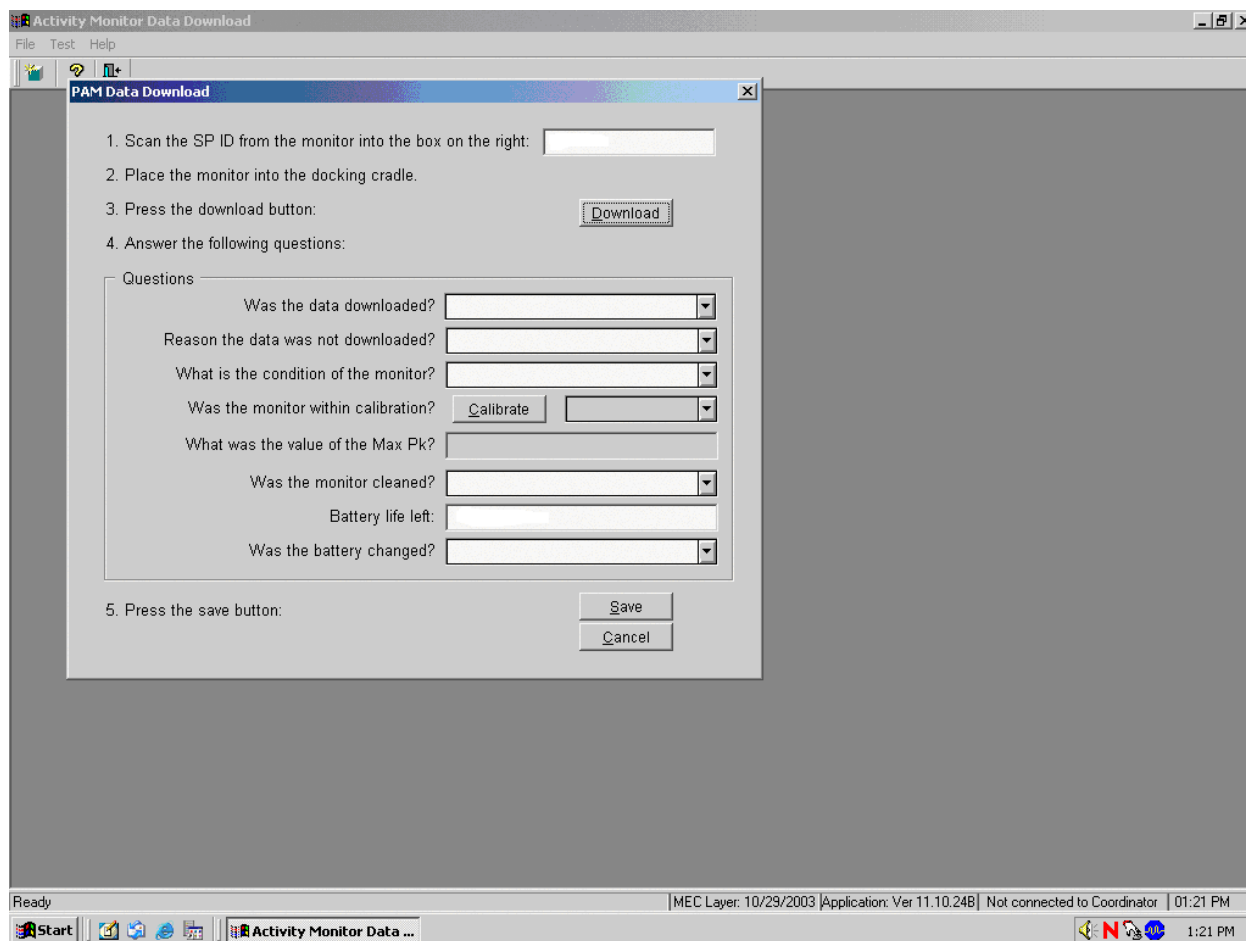 Activity Monitor Data Download
File Test Help
PAM Data Download
1. Scan the SP ID from the monitor into the box on the right:
2. Place the monitor into the docking cradle.
3. Press the download button:
Download
4. Answer the following questions:
Questions
Was the data downloaded?
Reason the data was not downloaded?
What is the condition of the monitor?
Was the monitor within calibration? Calibrate
What was the value of the Max Pk?
Was the monitor cleaned?
Battery life left:
Was the battery changed?
5. Press the save button:
Save
Cancel
Ready MEC Layer: 10/29/2003 Application: Ver 11.10.24B Not connected to Coordinator 01:21 PM
Start Activity Monitor Data ... N 1:21 PM